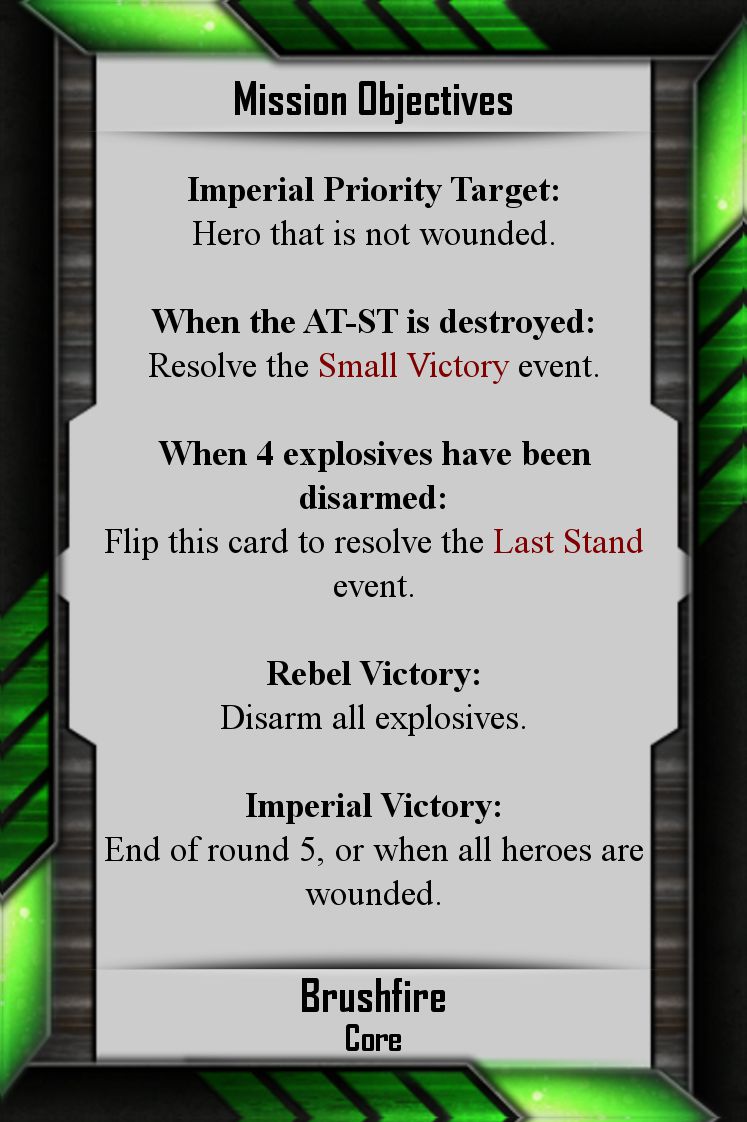 Mission Objectives
Imperial Priority Target:
Hero that is not wounded.
When the AT-ST is destroyed:
Resolve the Small Victory event.
When 4 explosives have been
disarmed:
Flip this card to resolve the Last Stand
event.
Rebel Victory:
Disarm all explosives.
Imperial Victory:
End of round 5, or when all heroes are
wounded.
Brushfire
Core